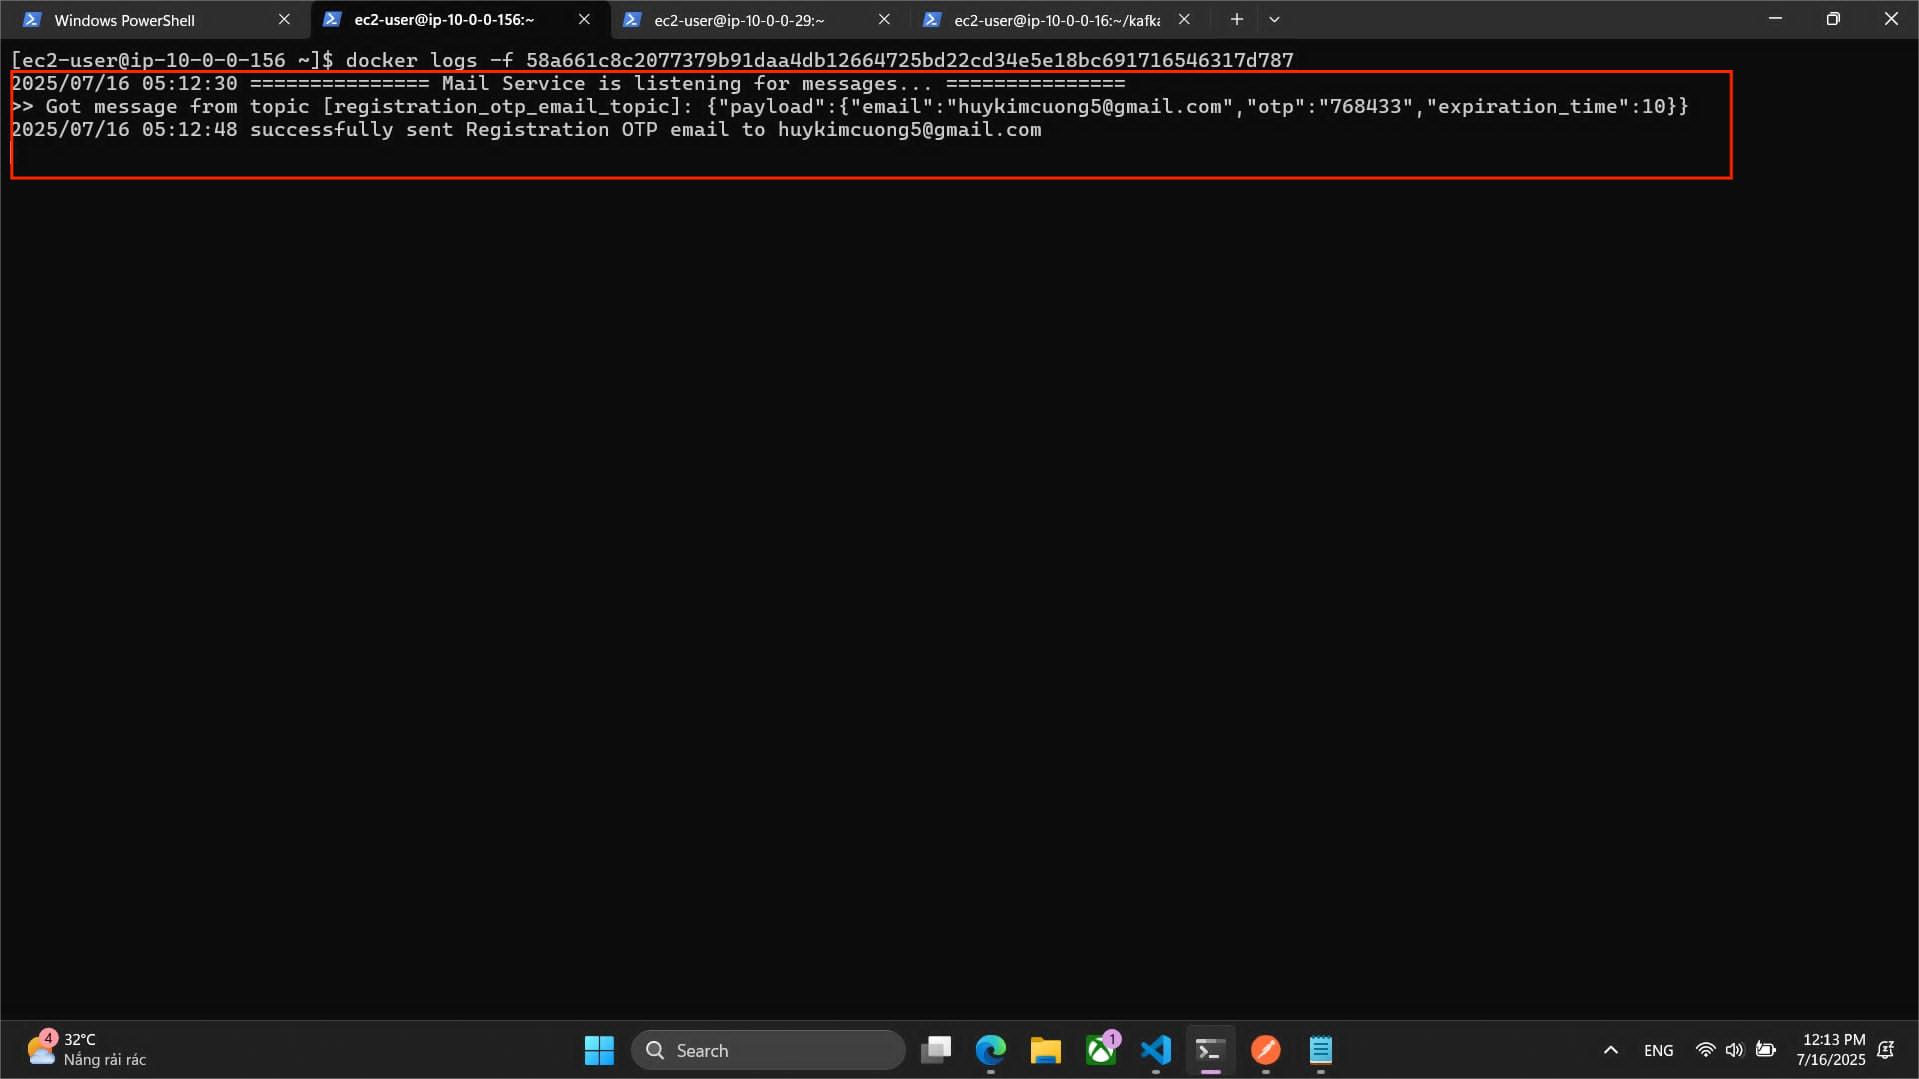 Windows PowerShell
ec2-user@ip-10-0-0-156:~
ec2-user@ip-10-0-0-29:~
ec2-user@ip-10-0-0-16:~/kafka
[ec2-user@ip-10-0-0-156 ~]$ docker logs -f 58a661c8c2077379b91daa4db12664725bd22cd34e5e18bc691716546317d787
2025/07/16 05:12:30 =============== Mail Service is listening for messages... ===============
>> Got message from topic [registration_otp_email_topic]: {"payload":{"email":"huykimcuong5@gmail.com","otp":"768433","expiration_time":10}}
2025/07/16 05:12:48 successfully sent Registration OTP email to huykimcuong5@gmail.com
4
32°C
Nắng rải rác
Search
1
ENG
12:13 PM
7/16/2025